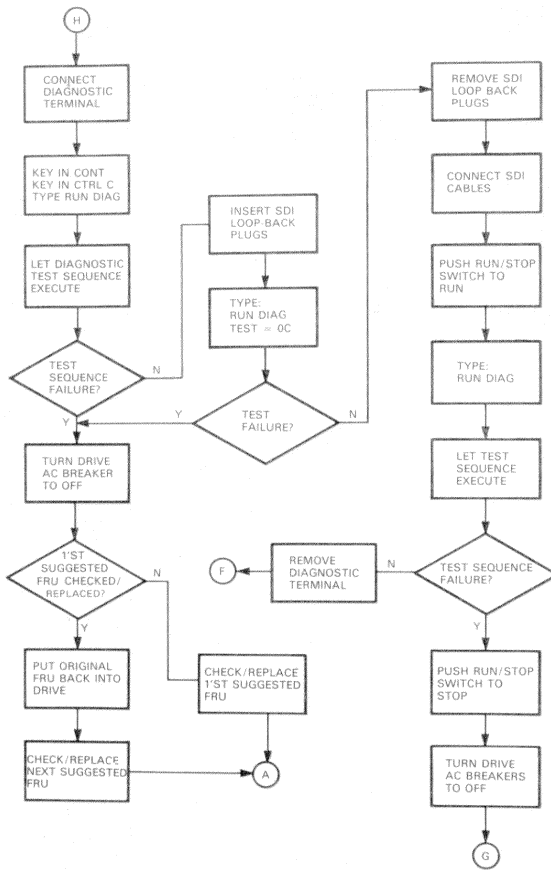 H
CONNECT
DIAGNOSTIC
TERMINAL
KEY IN CONT
KEY IN CTRL C
TYPE RUN DIAG
LET DIAGNOSTIC
TEST SEQUENCE
EXECUTE
TEST
SEQUENCE
FAILURE?
N
Y
INSERT SDI
LOOP-BACK
PLUGS
TYPE:
RUN DIAG
TEST = 0C
TEST
FAILURE?
Y
N
TURN DRIVE
AC BREAKER
TO OFF
1'ST
SUGGESTED
FRU CHECKED/
REPLACED?
N
Y
PUT ORIGINAL
FRU BACK INTO
DRIVE
CHECK/REPLACE
NEXT SUGGESTED
FRU
CHECK/REPLACE
1'ST SUGGESTED
FRU
A
REMOVE SDI
LOOP BACK
PLUGS
CONNECT SDI
CABLES
PUSH RUN/STOP
SWITCH TO
RUN
TYPE:
RUN DIAG
LET TEST
SEQUENCE
EXECUTE
TEST SEQUENCE
FAILURE?
N
Y
REMOVE
DIAGNOSTIC
TERMINAL
F
PUSH RUN/STOP
SWITCH TO
STOP
TURN DRIVE
AC BREAKERS
TO OFF
G